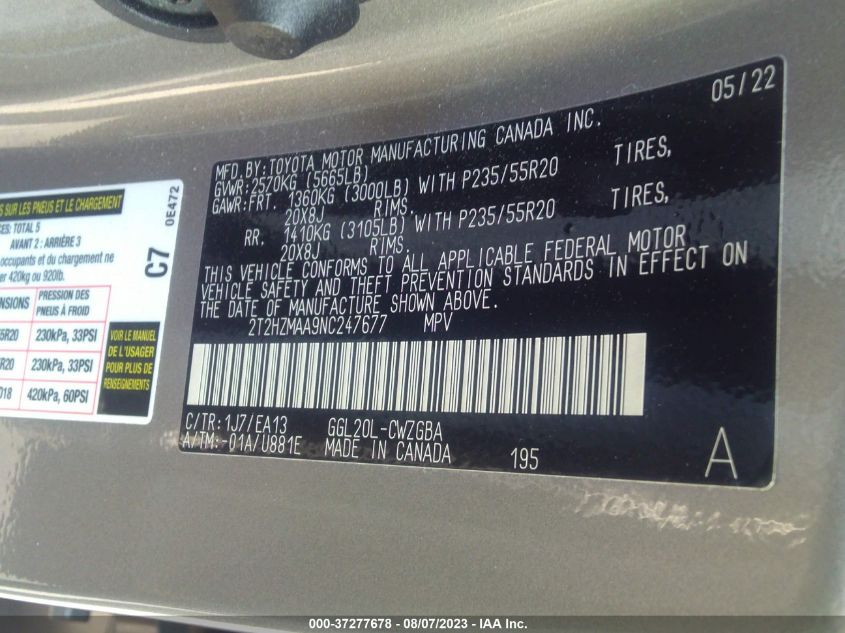 S SUR LES PNEUS ET LE CHARGEMENT
CES: TOTAL 5
AVANT 2 : ARRIÈRE 3
occupants et du chargement ne
er 420kg ou 920lb.
C7
0E472
NSIONS
PRESSION DES
PNEUS À FROID
5R20
230kPa, 33PSI
R20
230kPa, 33PSI
D18
420kPa, 60PSI
VOIR LE MANUEL
DE L'USAGER
POUR PLUS DE
RENSEIGNEMENTS
05/22
MFD. BY: TOYOTA MOTOR MANUFACTURING CANADA INC.
GVWR: 2570KG (5665LB)
GAWR: FRT. 1360KG (3000LB) WITH P235/55R20 TIRES,
20X8J RIMS.
RR. 1410KG (3105LB) WITH P235/55R20 TIRES,
20X8J RIMS.
THIS VEHICLE CONFORMS TO ALL APPLICABLE FEDERAL MOTOR
VEHICLE SAFETY AND THEFT PREVENTION STANDARDS IN EFFECT ON
THE DATE OF MANUFACTURE SHOWN ABOVE.
2T2HZMAA9NC247677 MPV
C/TR: 1J7/EA13 GGL20L-CWZGBA
A/TM: -01A/U881E MADE IN CANADA 195 A
000-37277678 - 08/07/2023 - IAA Inc.